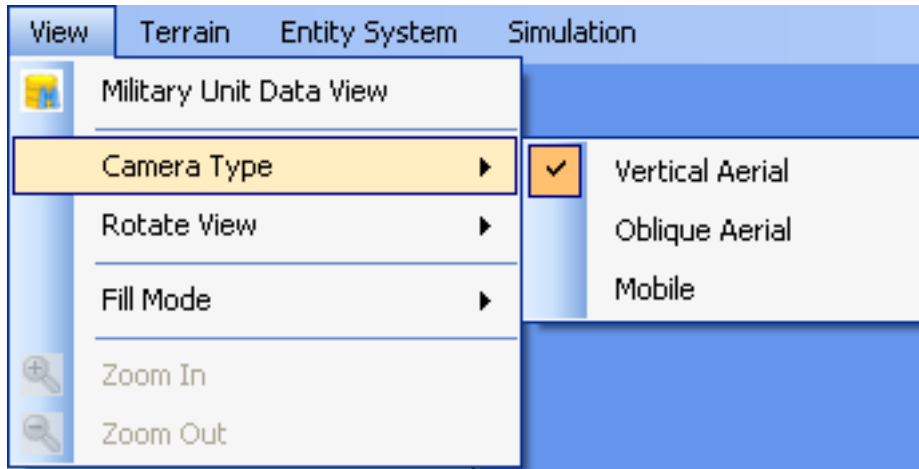 View Terrain Entity System Simulation
Military Unit Data View
Camera Type
Vertical Aerial
Oblique Aerial
Mobile
Rotate View
Fill Mode
Zoom In
Zoom Out